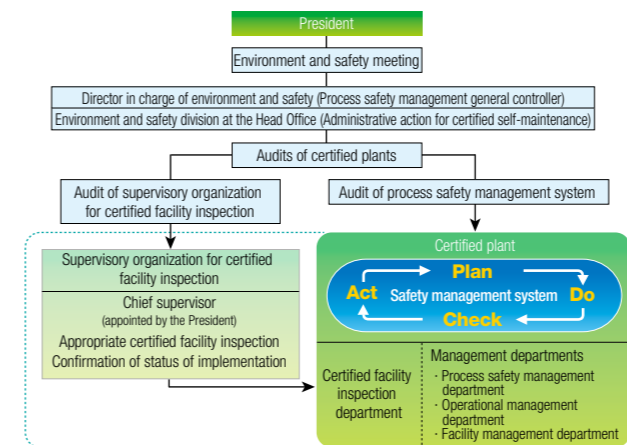 President
Environment and safety meeting
Director in charge of environment and safety (Process safety management general controller)
Environment and safety division at the Head Office (Administrative action for certified self-maintenance)
Audits of certified plants
Audit of supervisory organization
for certified facility inspection
Audit of process safety management system
Supervisory organization for certified
facility inspection
Chief supervisor
(appointed by the President)
Appropriate certified facility inspection
Confirmation of status of implementation
Certified plant
Plan
Act
Safety management system
Do
Check
Certified facility
inspection
department
Management departments
· Process safety management
department
· Operational management
department
· Facility management department